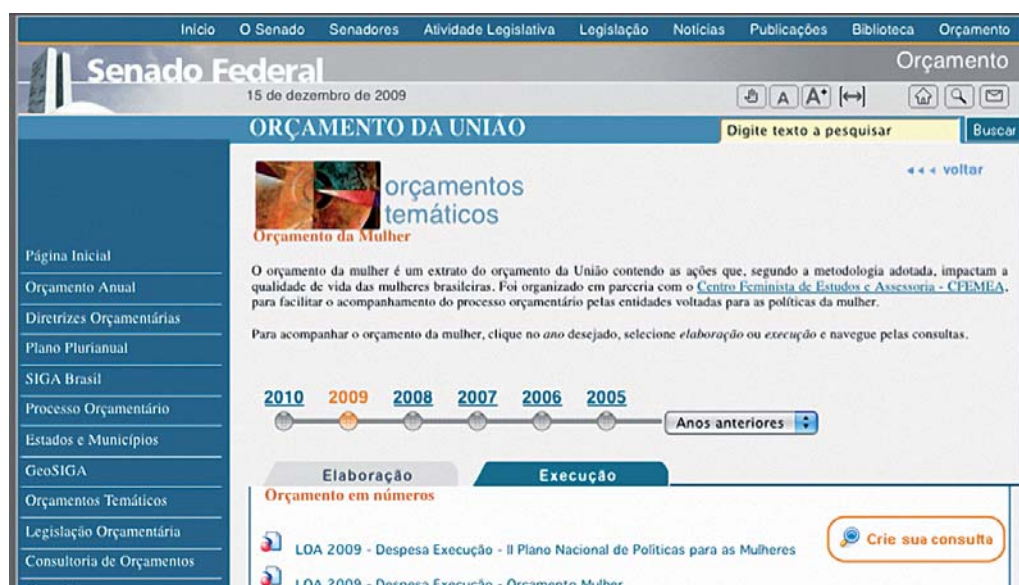 Início O Senado Senadores Atividade Legislativa Legislação Notícias Publicações Biblioteca Orçamento
Senado Federal
Orçamento
15 de dezembro de 2009
A A+
ORÇAMENTO DA UNIÃO
Digite texto a pesquisar
Buscar
voltar
orçamentos
temáticos
Orçamento da Mulher
Página Inicial
Orçamento Anual
Diretrizes Orçamentárias
Plano Plurianual
SIGA Brasil
Processo Orçamentário
Estados e Municípios
GeoSIGA
Orçamentos Temáticos
Legislação Orçamentária
Consultoria de Orçamentos
O orçamento da mulher é um extrato do orçamento da União contendo as ações que, segundo a metodologia adotada, impactam a
qualidade de vida das mulheres brasileiras. Foi organizado em parceria com o Centro Feminista de Estudos e Assessoria - CFEMEA,
para facilitar o acompanhamento do processo orçamentário pelas entidades voltadas para as políticas da mulher.
Para acompanhar o orçamento da mulher, clique no ano desejado, selecione elaboração ou execução e navegue pelas consultas.
2010 2009 2008 2007 2006 2005
Anos anteriores
Elaboração Execução
Orçamento em números
LOA 2009 - Despesa Execução - II Plano Nacional de Políticas para as Mulheres
Crie sua consulta
LOA 2009 - Despesa Execução - Orçamento Mulher